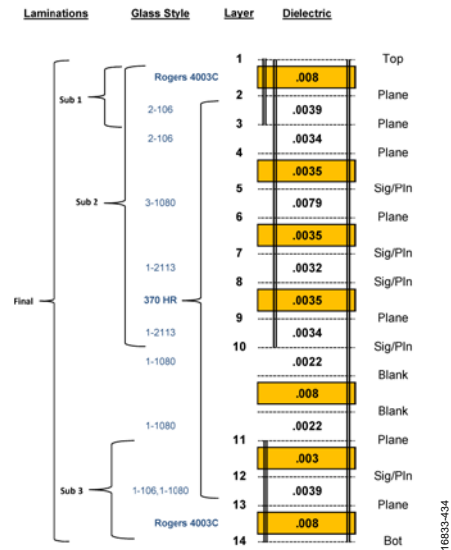 Laminations Glass Style Layer Dielectric
1 Top
Rogers 4003C .008
2 Plane
Sub 1
2-106 .0039
3 Plane
2-106 .0034
4 Plane
.0035
5 Sig/Pln
Sub 2 3-1080 .0079
6 Plane
.0035
7 Sig/Pln
1-2113 .0032
8 Sig/Pln
Final 370 HR .0035
9 Plane
1-2113 .0034
10 Sig/Pln
1-1080 .0022
Blank
.008
Blank
1-1080 .0022
11 Plane
.003
12 Sig/Pln
Sub 3 1-106,1-1080 .0039
13 Plane
Rogers 4003C .008
14 Bot
16833-434